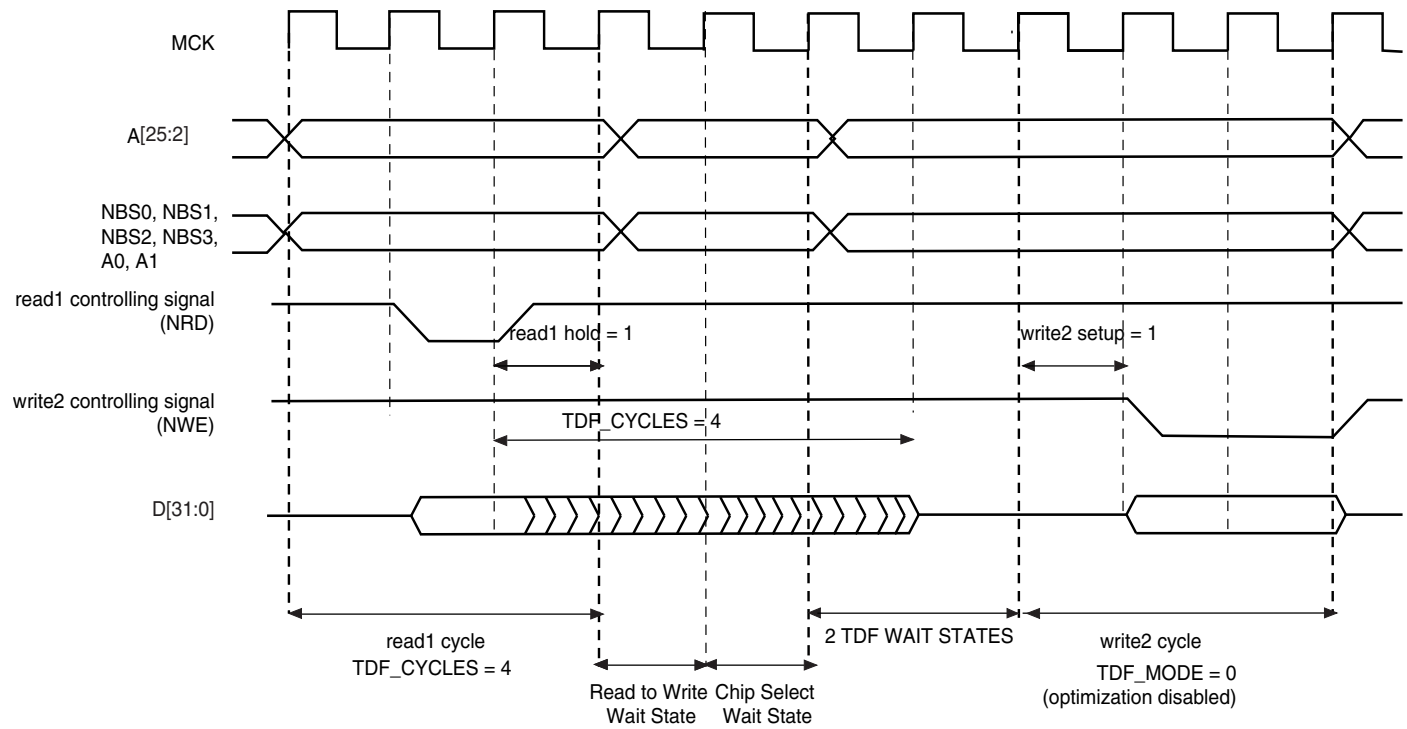 MCK
A[25:2]
NBS0, NBS1,
NBS2, NBS3,
A0, A1
read1 controlling signal
(NRD)
read1 hold = 1
write2 setup = 1
write2 controlling signal
(NWE)
TDF_CYCLES = 4
D[31:0]
read1 cycle
TDF_CYCLES = 4
2 TDF WAIT STATES
write2 cycle
TDF_MODE = 0
(optimization disabled)
Read to Write
Wait State
Chip Select
Wait State